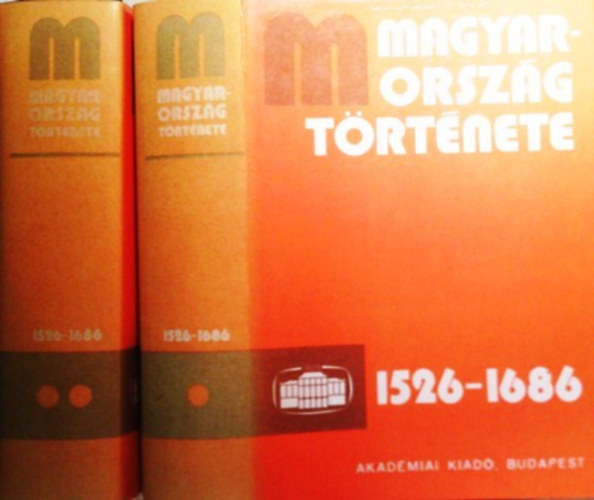 M
MAGYAR-
ORSZÁG
TÖRTÉNETE
1526-1686
M
MAGYAR-
ORSZÁG
TÖRTÉNETE
1526-1686
M
MAGYAR-
ORSZÁG
TÖRTÉNETE
1526-1686
AKADÉMIAI KIADÓ, BUDAPEST